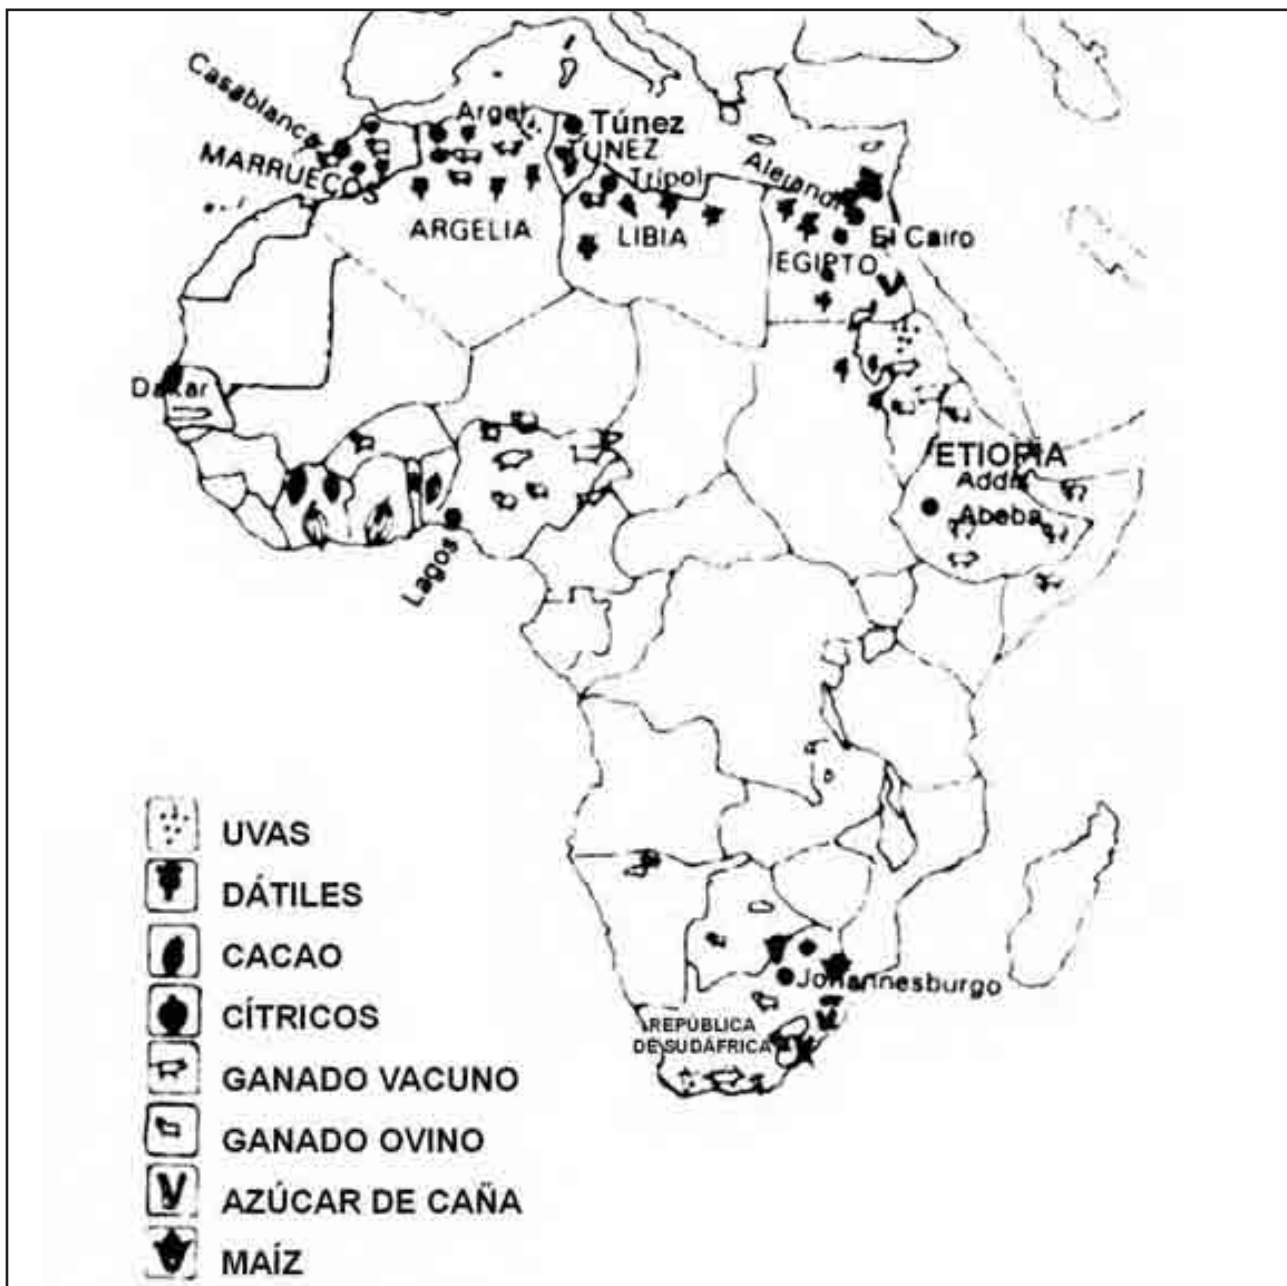 Casablanca
MARRUECOS
Argel
ARGELIA
Túnez
TÚNEZ
Trípoli
LIBIA
Alejandría
El Cairo
EGIPTO
Dakar
Lagos
ETIOPÍA
Addis
Abeba
Johannesburgo
REPÚBLICA
DE SUDÁFRICA
UVAS
DÁTILES
CACAO
CÍTRICOS
GANADO VACUNO
GANADO OVINO
AZÚCAR DE CAÑA
MAÍZ